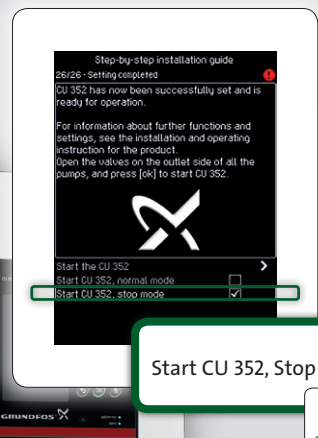 Step-by-step installation guide
26/26 - Setting completed
CU 352 has now been successfully set and is
ready for operation.
For information about further functions and
settings, see the installation and operating
instruction for the product.
Open the valves on the outlet side of all the
pumps, and press [ok] to start CU 352.
Start the CU 352
Start CU 352, normal mode
Start CU 352, stop mode
Start CU 352, Stop
GRUNDFOS